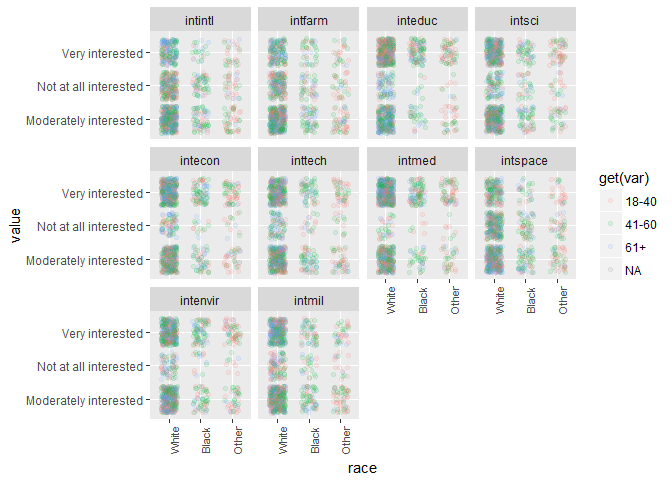 intintl intfarm inteduc intsci
Very interested
Not at all interested
Moderately interested
intecon inttech intmed intspace
Very interested
Not at all interested
Moderately interested
White Black Other White Black Other
intenvir intmil
Very interested
Not at all interested
Moderately interested
White Black Other White Black Other
race
value
get(var)
18-40
41-60
61+
NA